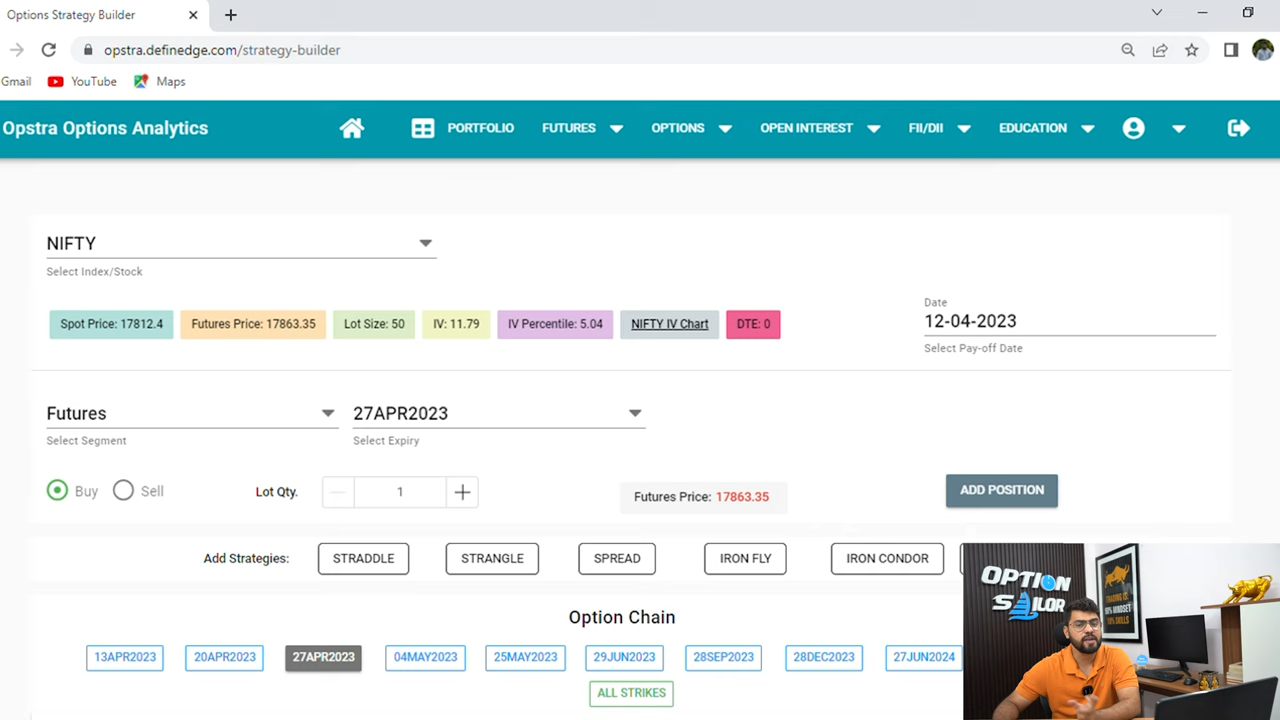 Options Strategy Builder
opstra.definedge.com/strategy-builder
Gmail YouTube Maps
Opstra Options Analytics PORTFOLIO FUTURES OPTIONS OPEN INTEREST FII/DII EDUCATION
NIFTY
Select Index/Stock
Spot Price: 17812.4 Futures Price: 17863.35 Lot Size: 50 IV: 11.79 IV Percentile: 5.04 NIFTY IV Chart DTE: 0
Date
12-04-2023
Select Pay-off Date
Futures 27APR2023
Select Segment Select Expiry
Buy Sell Lot Qty. 1 Futures Price: 17863.35 ADD POSITION
Add Strategies: STRADDLE STRANGLE SPREAD IRON FLY IRON CONDOR
Option Chain
13APR2023 20APR2023 27APR2023 04MAY2023 25MAY2023 29JUN2023 28SEP2023 28DEC2023 27JUN2024
ALL STRIKES
OPTION
SAILOR